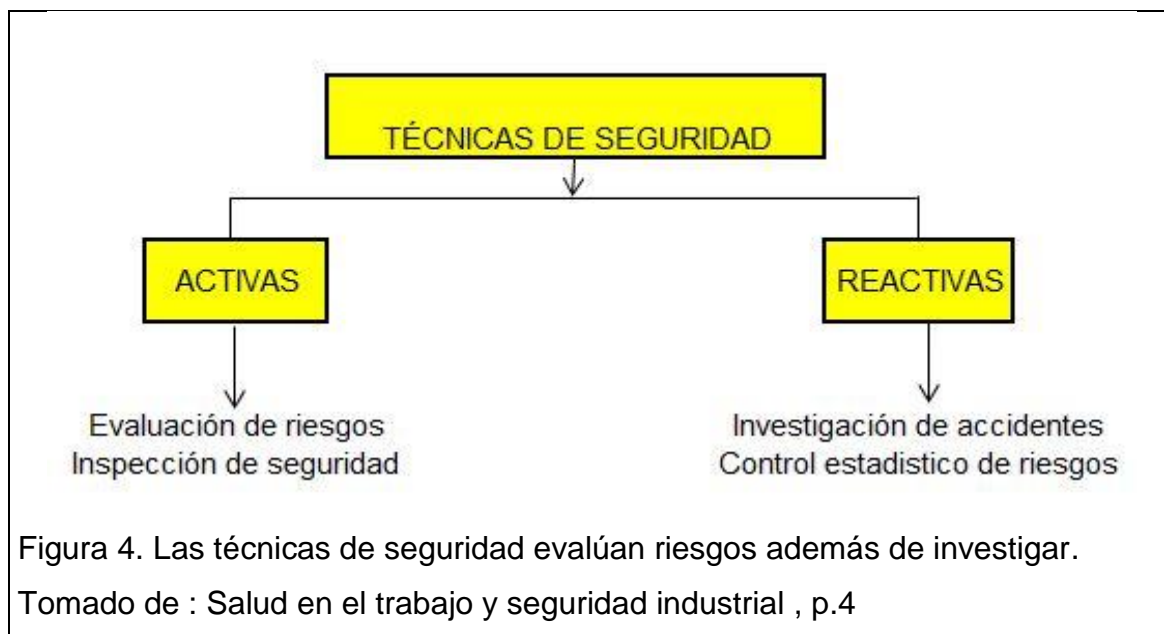 TÉCNICAS DE SEGURIDAD
ACTIVAS
REACTIVAS
Evaluación de riesgos
Inspección de seguridad
Investigación de accidentes
Control estadistico de riesgos
Figura 4. Las técnicas de seguridad evalúan riesgos además de investigar.
Tomado de : Salud en el trabajo y seguridad industrial , p.4